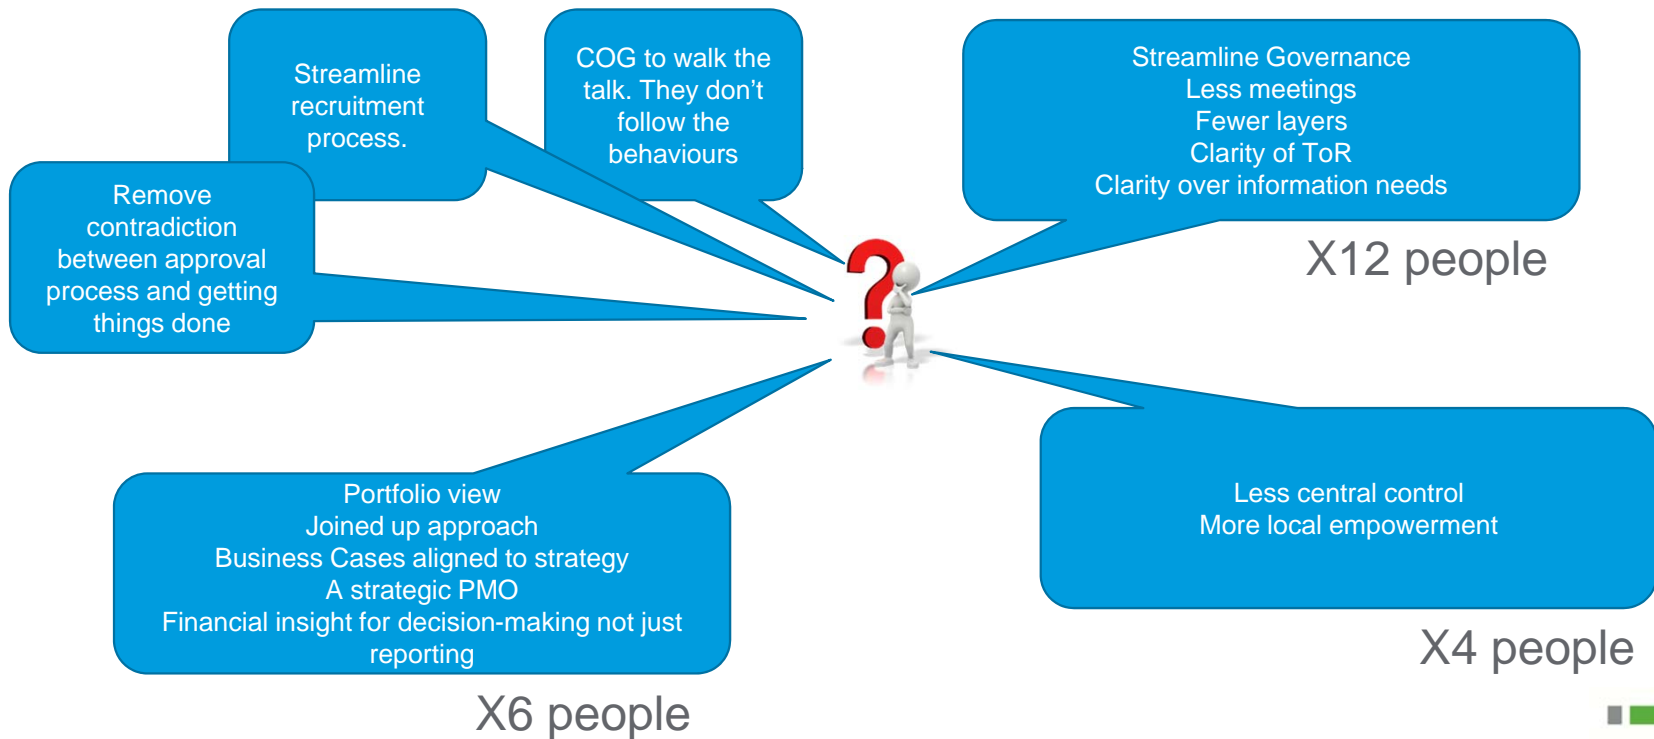 Streamline
recruitment
process.
COG to walk the
talk. They don’t
follow the
behaviours
Streamline Governance
Less meetings
Fewer layers
Clarity of ToR
Clarity over information needs
X12 people
Remove
contradiction
between approval
process and getting
things done
Portfolio view
Joined up approach
Business Cases aligned to strategy
A strategic PMO
Financial insight for decision-making not just
reporting
X6 people
Less central control
More local empowerment
X4 people